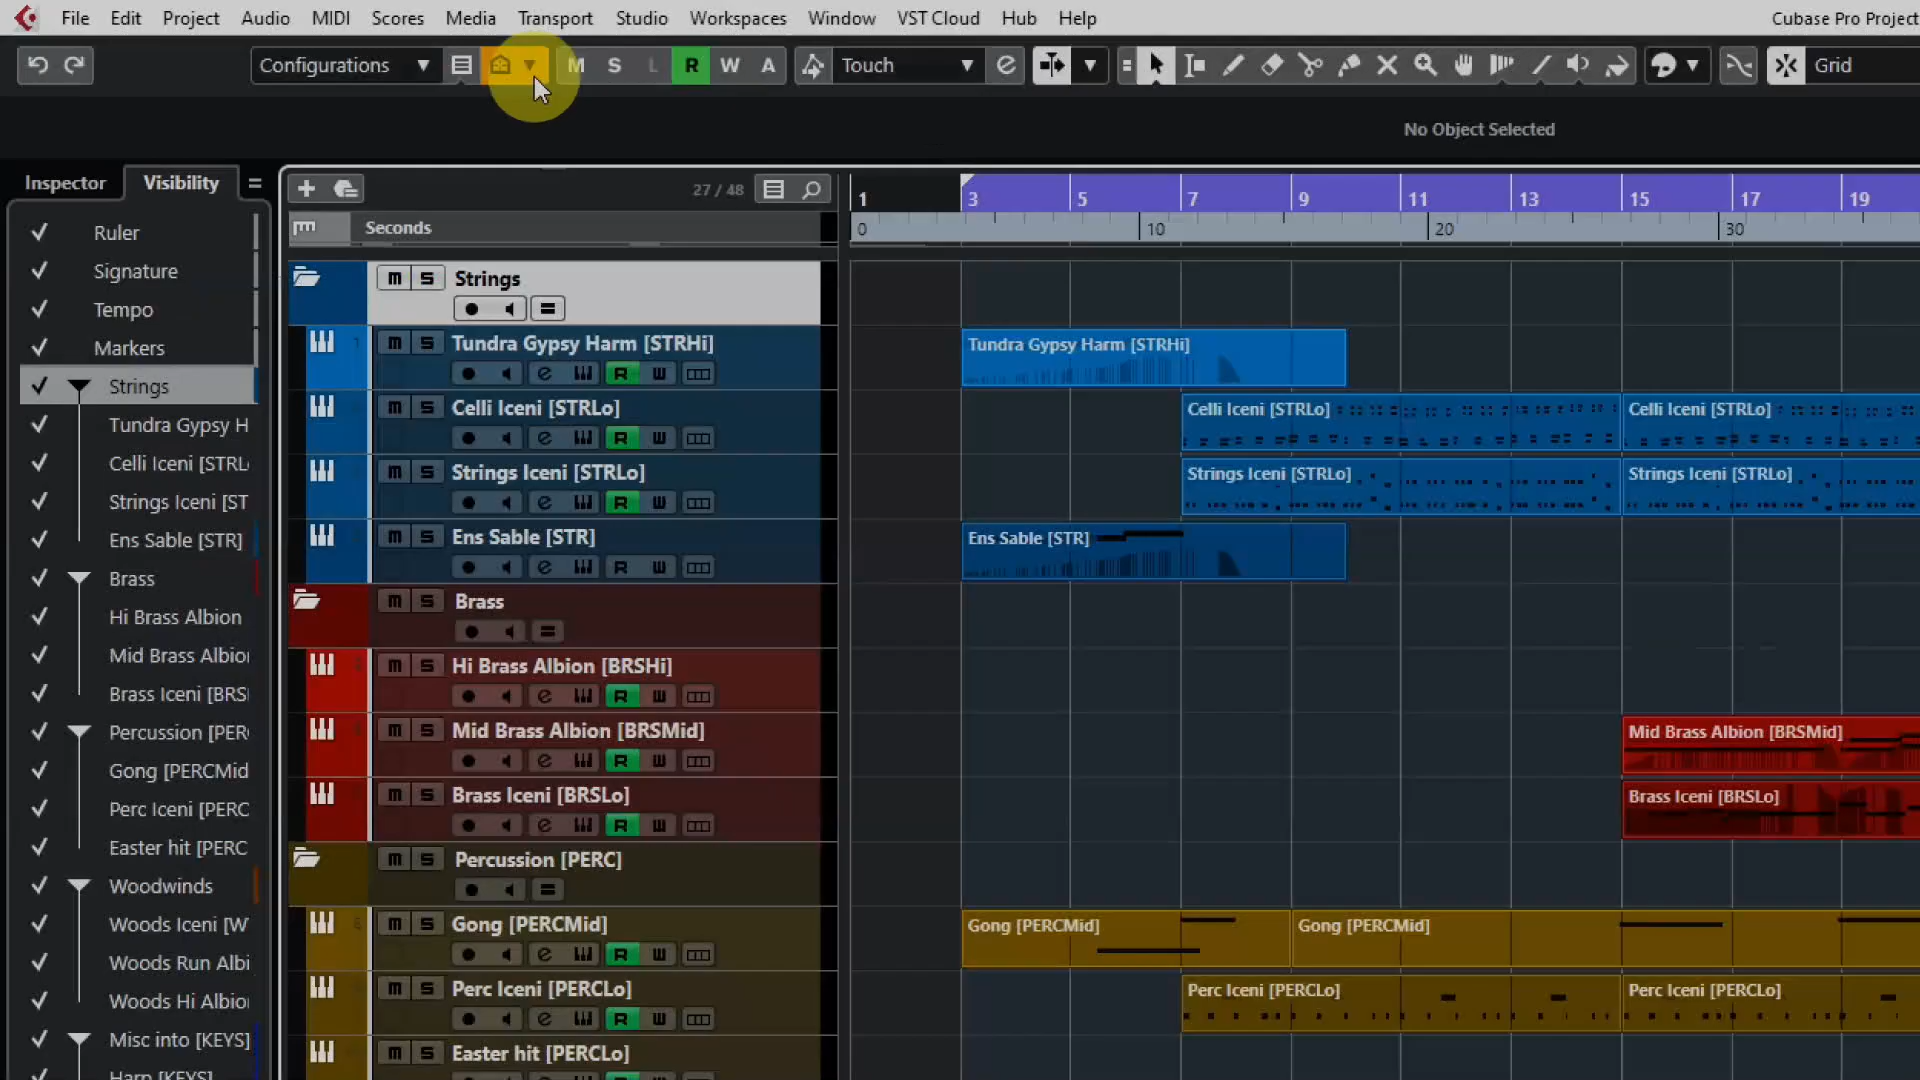 File Edit Project Audio MIDI Scores Media Transport Studio Workspaces Window VST Cloud Hub Help Cubase Pro Project
Configurations M S L R W A Touch Grid
No Object Selected
Inspector Visibility
27 / 48
1 3 5 7 9 11 13 15 17 19
Seconds
0 10 20 30
Ruler
Signature
Tempo
Markers
Strings
Tundra Gypsy H
Celli Iceni [STRL
Strings Iceni [ST
Ens Sable [STR]
Brass
Hi Brass Albion
Mid Brass Albio
Brass Iceni [BRS
Percussion [PER
Gong [PERCMid
Perc Iceni [PERC
Easter hit [PERC
Woodwinds
Woods Iceni [W
Woods Run Albi
Woods Hi Albio
Misc into [KEYS]
Harp [KEYS]
m S Strings
m S Tundra Gypsy Harm [STRHi]
R W
m S Celli Iceni [STRLo]
R W
m S Strings Iceni [STRLo]
R W
m S Ens Sable [STR]
R W
m S Brass
m S Hi Brass Albion [BRSHi]
R W
m S Mid Brass Albion [BRSMid]
R W
m S Brass Iceni [BRSLo]
R W
m S Percussion [PERC]
m S Gong [PERCMid]
R W
m S Perc Iceni [PERCLo]
R W
m S Easter hit [PERCLo]
Tundra Gypsy Harm [STRHi]
Celli Iceni [STRLo] Celli Iceni [STRLo]
Strings Iceni [STRLo] Strings Iceni [STRLo]
Ens Sable [STR]
Mid Brass Albion [BRSMid]
Brass Iceni [BRSLo]
Gong [PERCMid] Gong [PERCMid]
Perc Iceni [PERCLo] Perc Iceni [PERCLo]